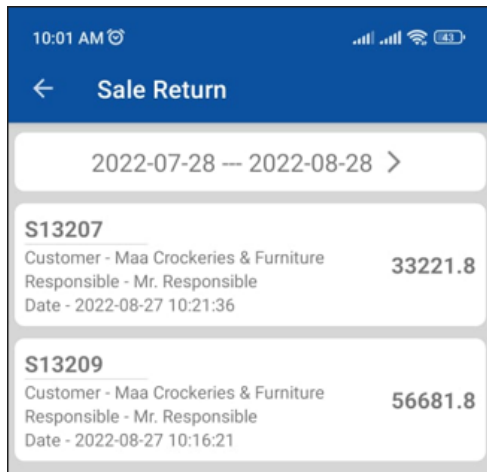 10:01 AM
43
Sale Return
2022-07-28 --- 2022-08-28
S13207
Customer - Maa Crockeries & Furniture
33221.8
Responsible - Mr. Responsible
Date - 2022-08-27 10:21:36
S13209
Customer - Maa Crockeries & Furniture
56681.8
Responsible - Mr. Responsible
Date - 2022-08-27 10:16:21